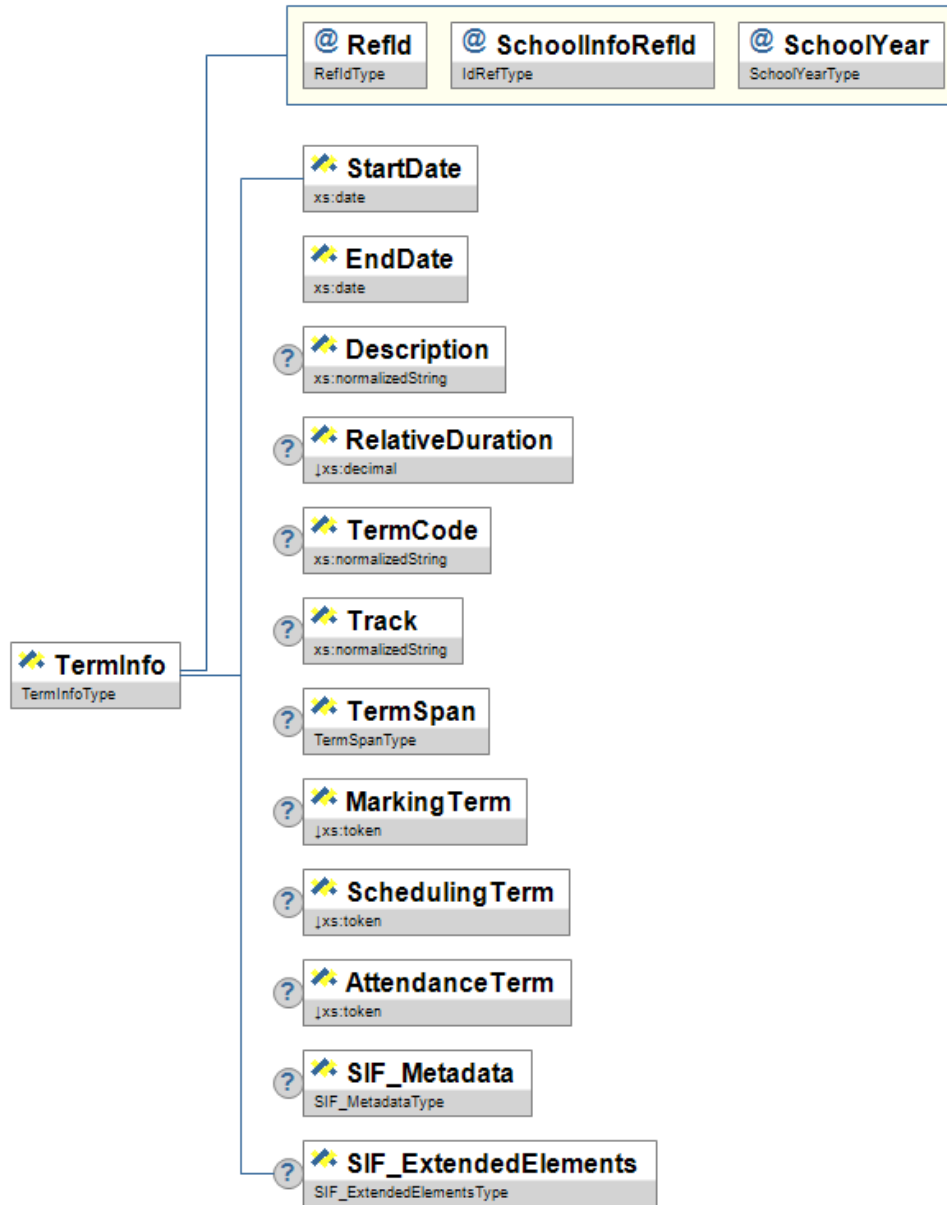 @ RefId @ SchoolInfoRefId @ SchoolYear
RefIdType IdRefType SchoolYearType
StartDate
xs:date
EndDate
xs:date
? Description
xs:normalizedString
? RelativeDuration
↓xs:decimal
? TermCode
xs:normalizedString
? Track
xs:normalizedString
TermInfo
TermInfoType
? TermSpan
TermSpanType
? MarkingTerm
↓xs:token
? SchedulingTerm
↓xs:token
? AttendanceTerm
↓xs:token
? SIF_Metadata
SIF_MetadataType
? SIF_ExtendedElements
SIF_ExtendedElementsType